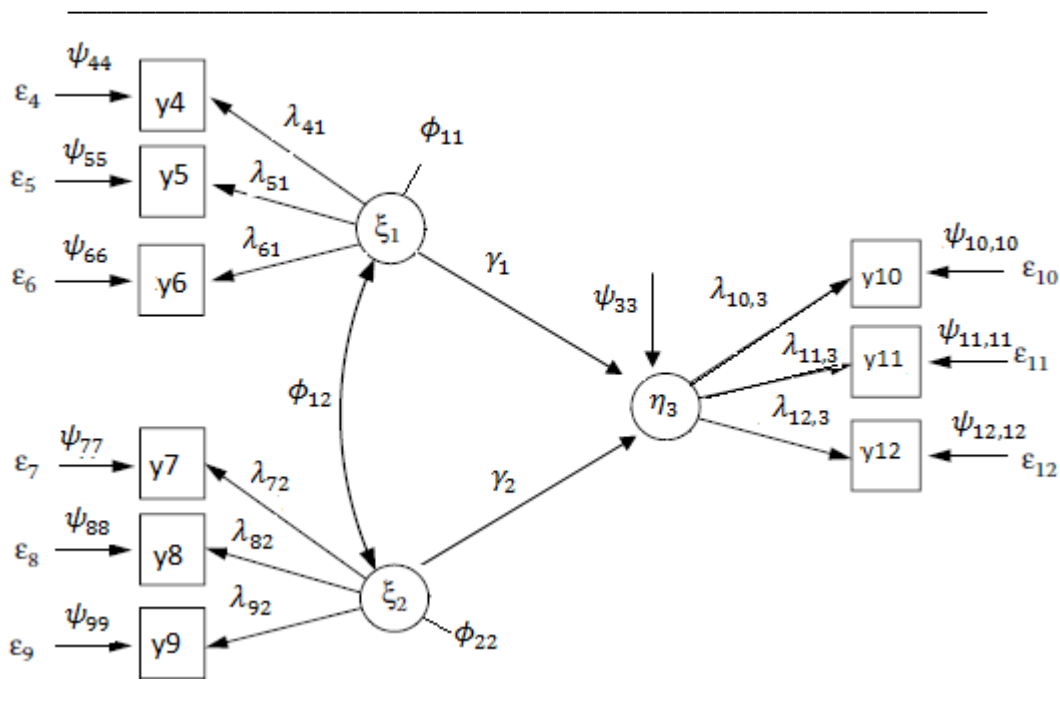 ψ₄₄
ε₄
y4
λ₄₁
ϕ₁₁
ψ₅₅
ε₅
y5
λ₅₁
ξ₁
ψ₆₆
ε₆
y6
λ₆₁
γ₁
ψ₃₃
λ₁₀,₃
y10
ψ₁₀,₁₀
ε₁₀
λ₁₁,₃
y11
ψ₁₁,₁₁
ε₁₁
ϕ₁₂
η₃
λ₁₂,₃
y12
ψ₁₂,₁₂
ε₁₂
ψ₇₇
ε₇
y7
λ₇₂
γ₂
ψ₈₈
ε₈
y8
λ₈₂
ξ₂
ψ₉₉
ε₉
y9
λ₉₂
ϕ₂₂